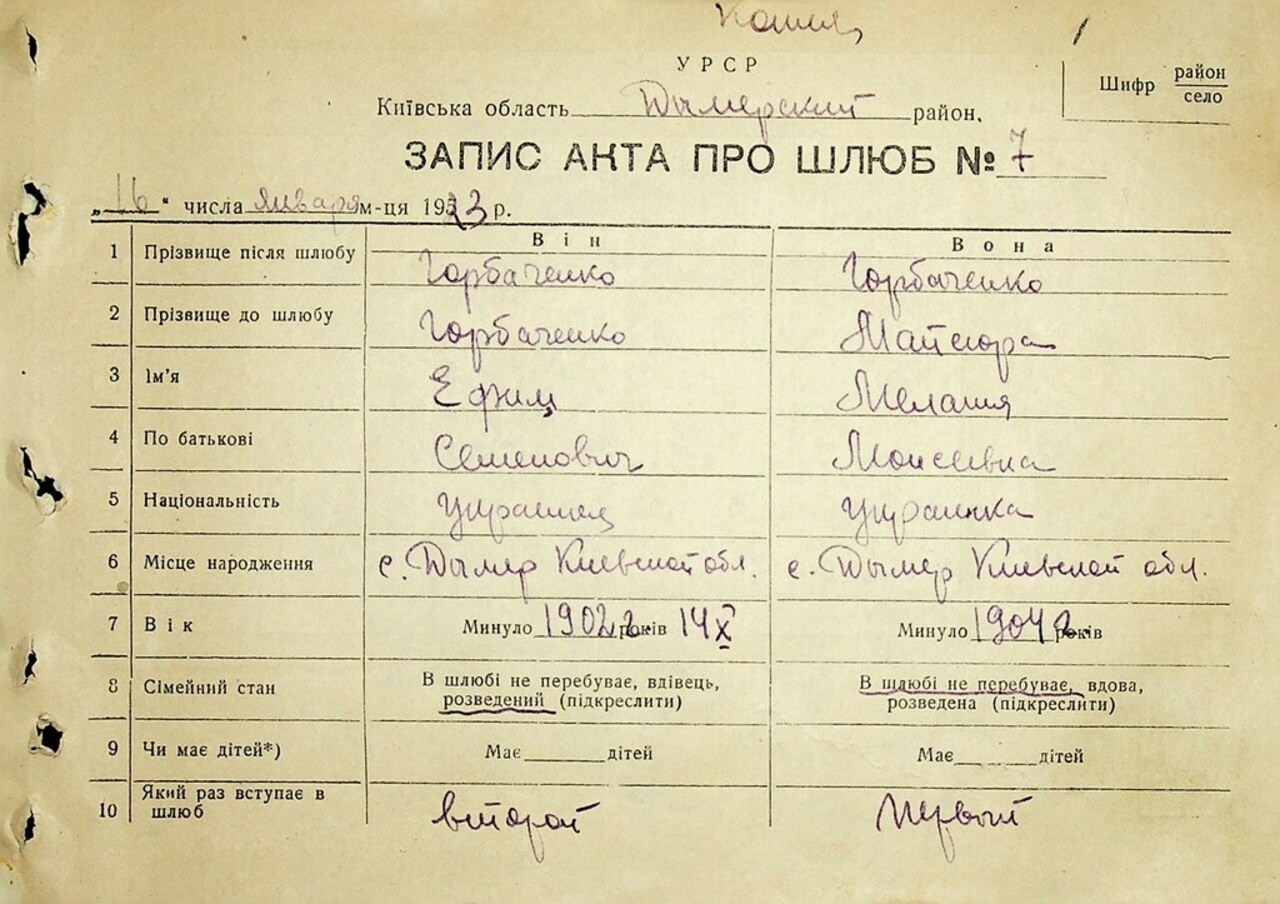 Копия
УРСР
Шифр район
село
Київська область Дымерский район.
ЗАПИС АКТА ПРО ШЛЮБ № 7
„16“ числа января м-ця 1953 р.
Він Вона
1 Прізвище після шлюбу Горбаченко Горбаченко
2 Прізвище до шлюбу Горбаченко Майсюра
3 Ім'я Ефим Мелания
4 По батькові Семенович Моисеевна
5 Національність Украинец Украинка
6 Місце народження с. Дымер Киевской обл. с. Дымер Киевской обл.
7 Вік Минуло 1902 г. років 14 X Минуло 1904 г. років
8 Сімейний стан В шлюбі не перебуває, вдівець, В шлюбі не перебуває, вдова,
розведений (підкреслити) розведена (підкреслити)
9 Чи має дітей*) Має дітей Має дітей
10 Який раз вступає в
шлюб второй первый